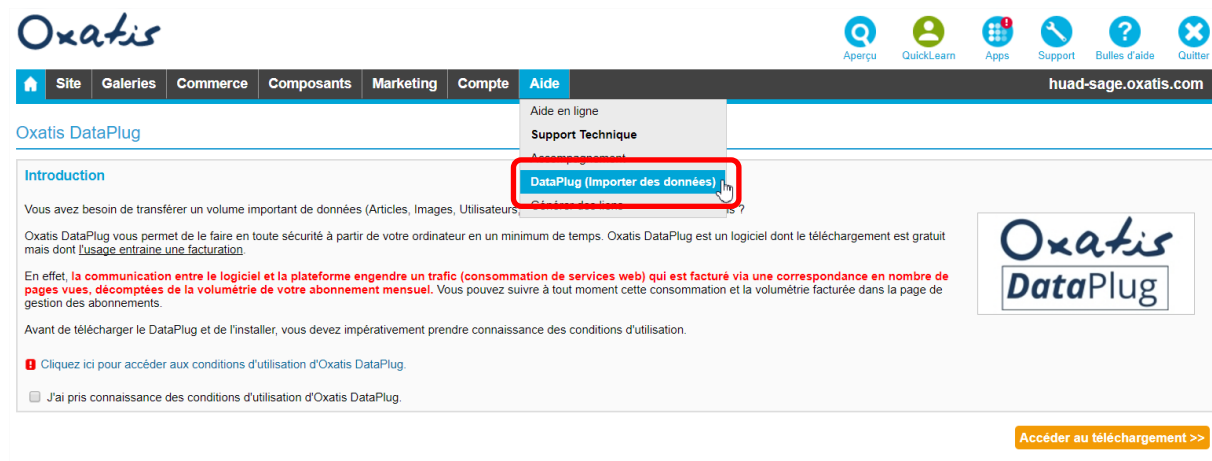 Oxatis
Aperçu
QuickLearn
Apps
Support
Bulles d'aide
Quitter
Site
Galeries
Commerce
Composants
Marketing
Compte
Aide
huad-sage.oxatis.com
Aide en ligne
Support Technique
Accompagnement
DataPlug (Importer des données)
Générer des liens
Oxatis DataPlug
Introduction
Vous avez besoin de transférer un volume important de données (Articles, Images, Utilisateurs, ?
Oxatis DataPlug vous permet de le faire en toute sécurité à partir de votre ordinateur en un minimum de temps. Oxatis DataPlug est un logiciel dont le téléchargement est gratuit
mais dont l'usage entraine une facturation.
En effet, la communication entre le logiciel et la plateforme engendre un trafic (consommation de services web) qui est facturé via une correspondance en nombre de
pages vues, décomptées de la volumétrie de votre abonnement mensuel. Vous pouvez suivre à tout moment cette consommation et la volumétrie facturée dans la page de
gestion des abonnements.
Avant de télécharger le DataPlug et de l'installer, vous devez impérativement prendre connaissance des conditions d'utilisation.
Cliquez ici pour accéder aux conditions d'utilisation d'Oxatis DataPlug.
J'ai pris connaissance des conditions d'utilisation d'Oxatis DataPlug.
Oxatis
DataPlug
Accéder au téléchargement >>